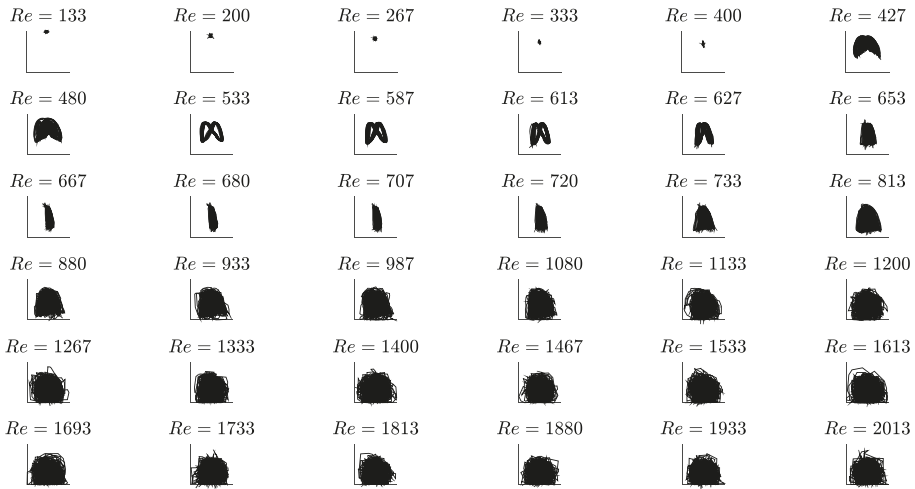 Re = 133 Re = 200 Re = 267 Re = 333 Re = 400 Re = 427
Re = 480 Re = 533 Re = 587 Re = 613 Re = 627 Re = 653
Re = 667 Re = 680 Re = 707 Re = 720 Re = 733 Re = 813
Re = 880 Re = 933 Re = 987 Re = 1080 Re = 1133 Re = 1200
Re = 1267 Re = 1333 Re = 1400 Re = 1467 Re = 1533 Re = 1613
Re = 1693 Re = 1733 Re = 1813 Re = 1880 Re = 1933 Re = 2013